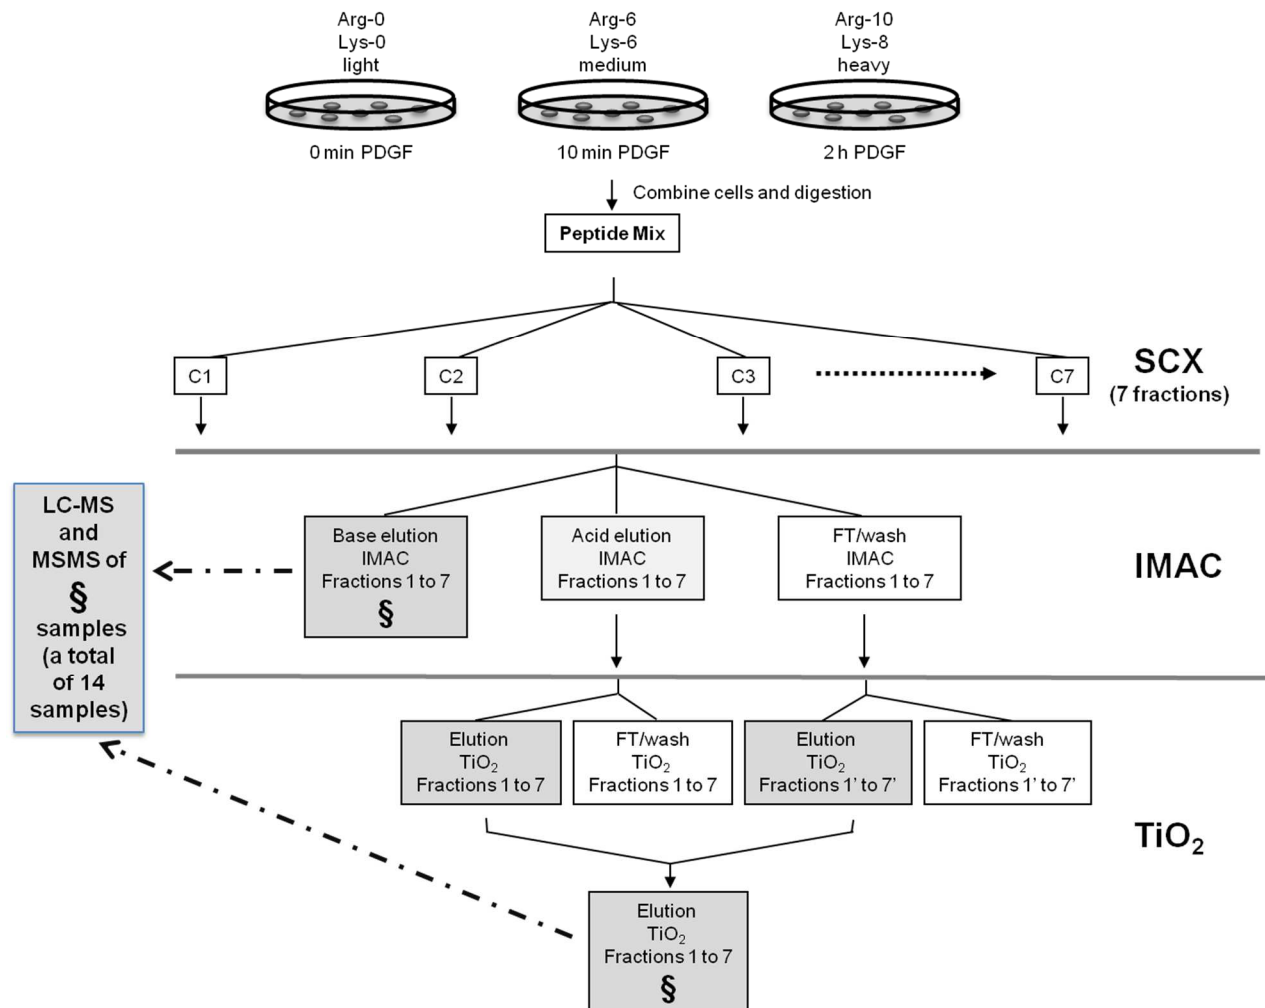 Arg-0
Lys-0
light
Arg-6
Lys-6
medium
Arg-10
Lys-8
heavy
0 min PDGF
10 min PDGF
2 h PDGF
Combine cells and digestion
Peptide Mix
C1
C2
C3
C7
SCX
(7 fractions)
LC-MS
and
MSMS of
§
samples
(a total
of 14
samples)
Base elution
IMAC
Fractions 1 to 7
§
Acid elution
IMAC
Fractions 1 to 7
FT/wash
IMAC
Fractions 1 to 7
IMAC
Elution
TiO₂
Fractions 1 to 7
FT/wash
TiO₂
Fractions 1 to 7
Elution
TiO₂
Fractions 1' to 7'
FT/wash
TiO₂
Fractions 1' to 7'
TiO₂
Elution
TiO₂
Fractions 1 to 7
§